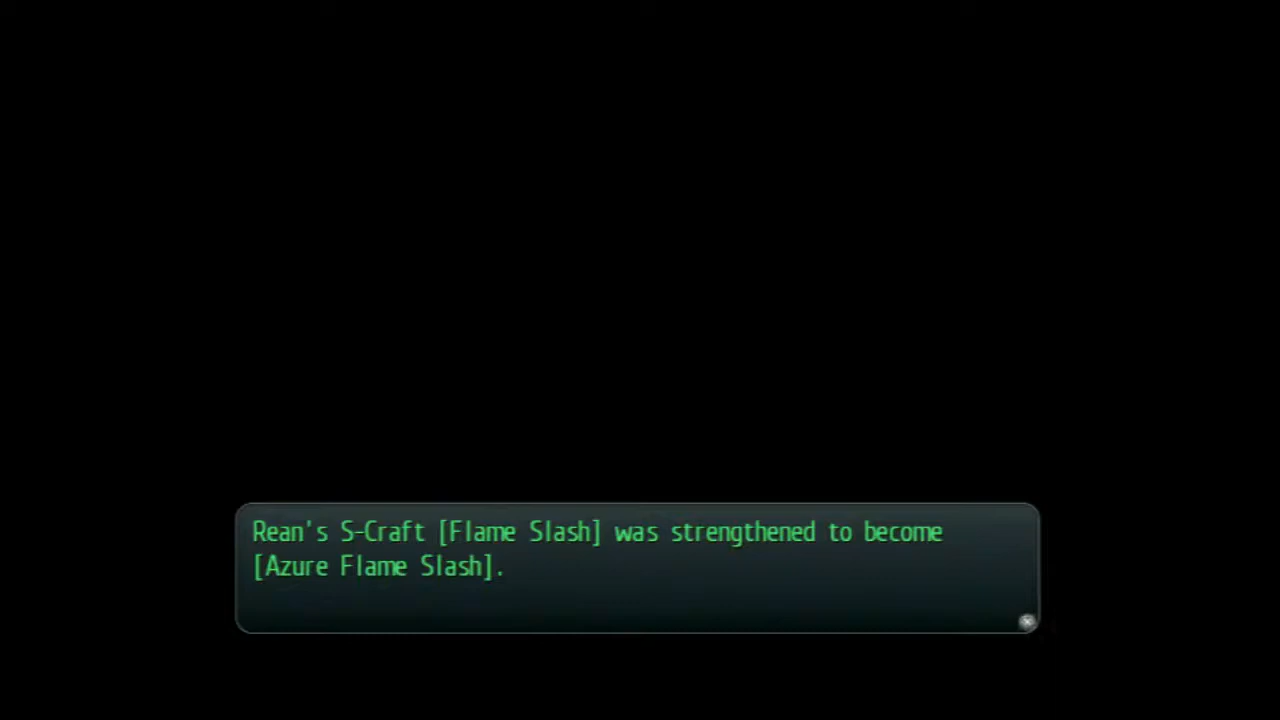 Rean's S-Craft [Flame Slash] was strengthened to become
[Azure Flame Slash].